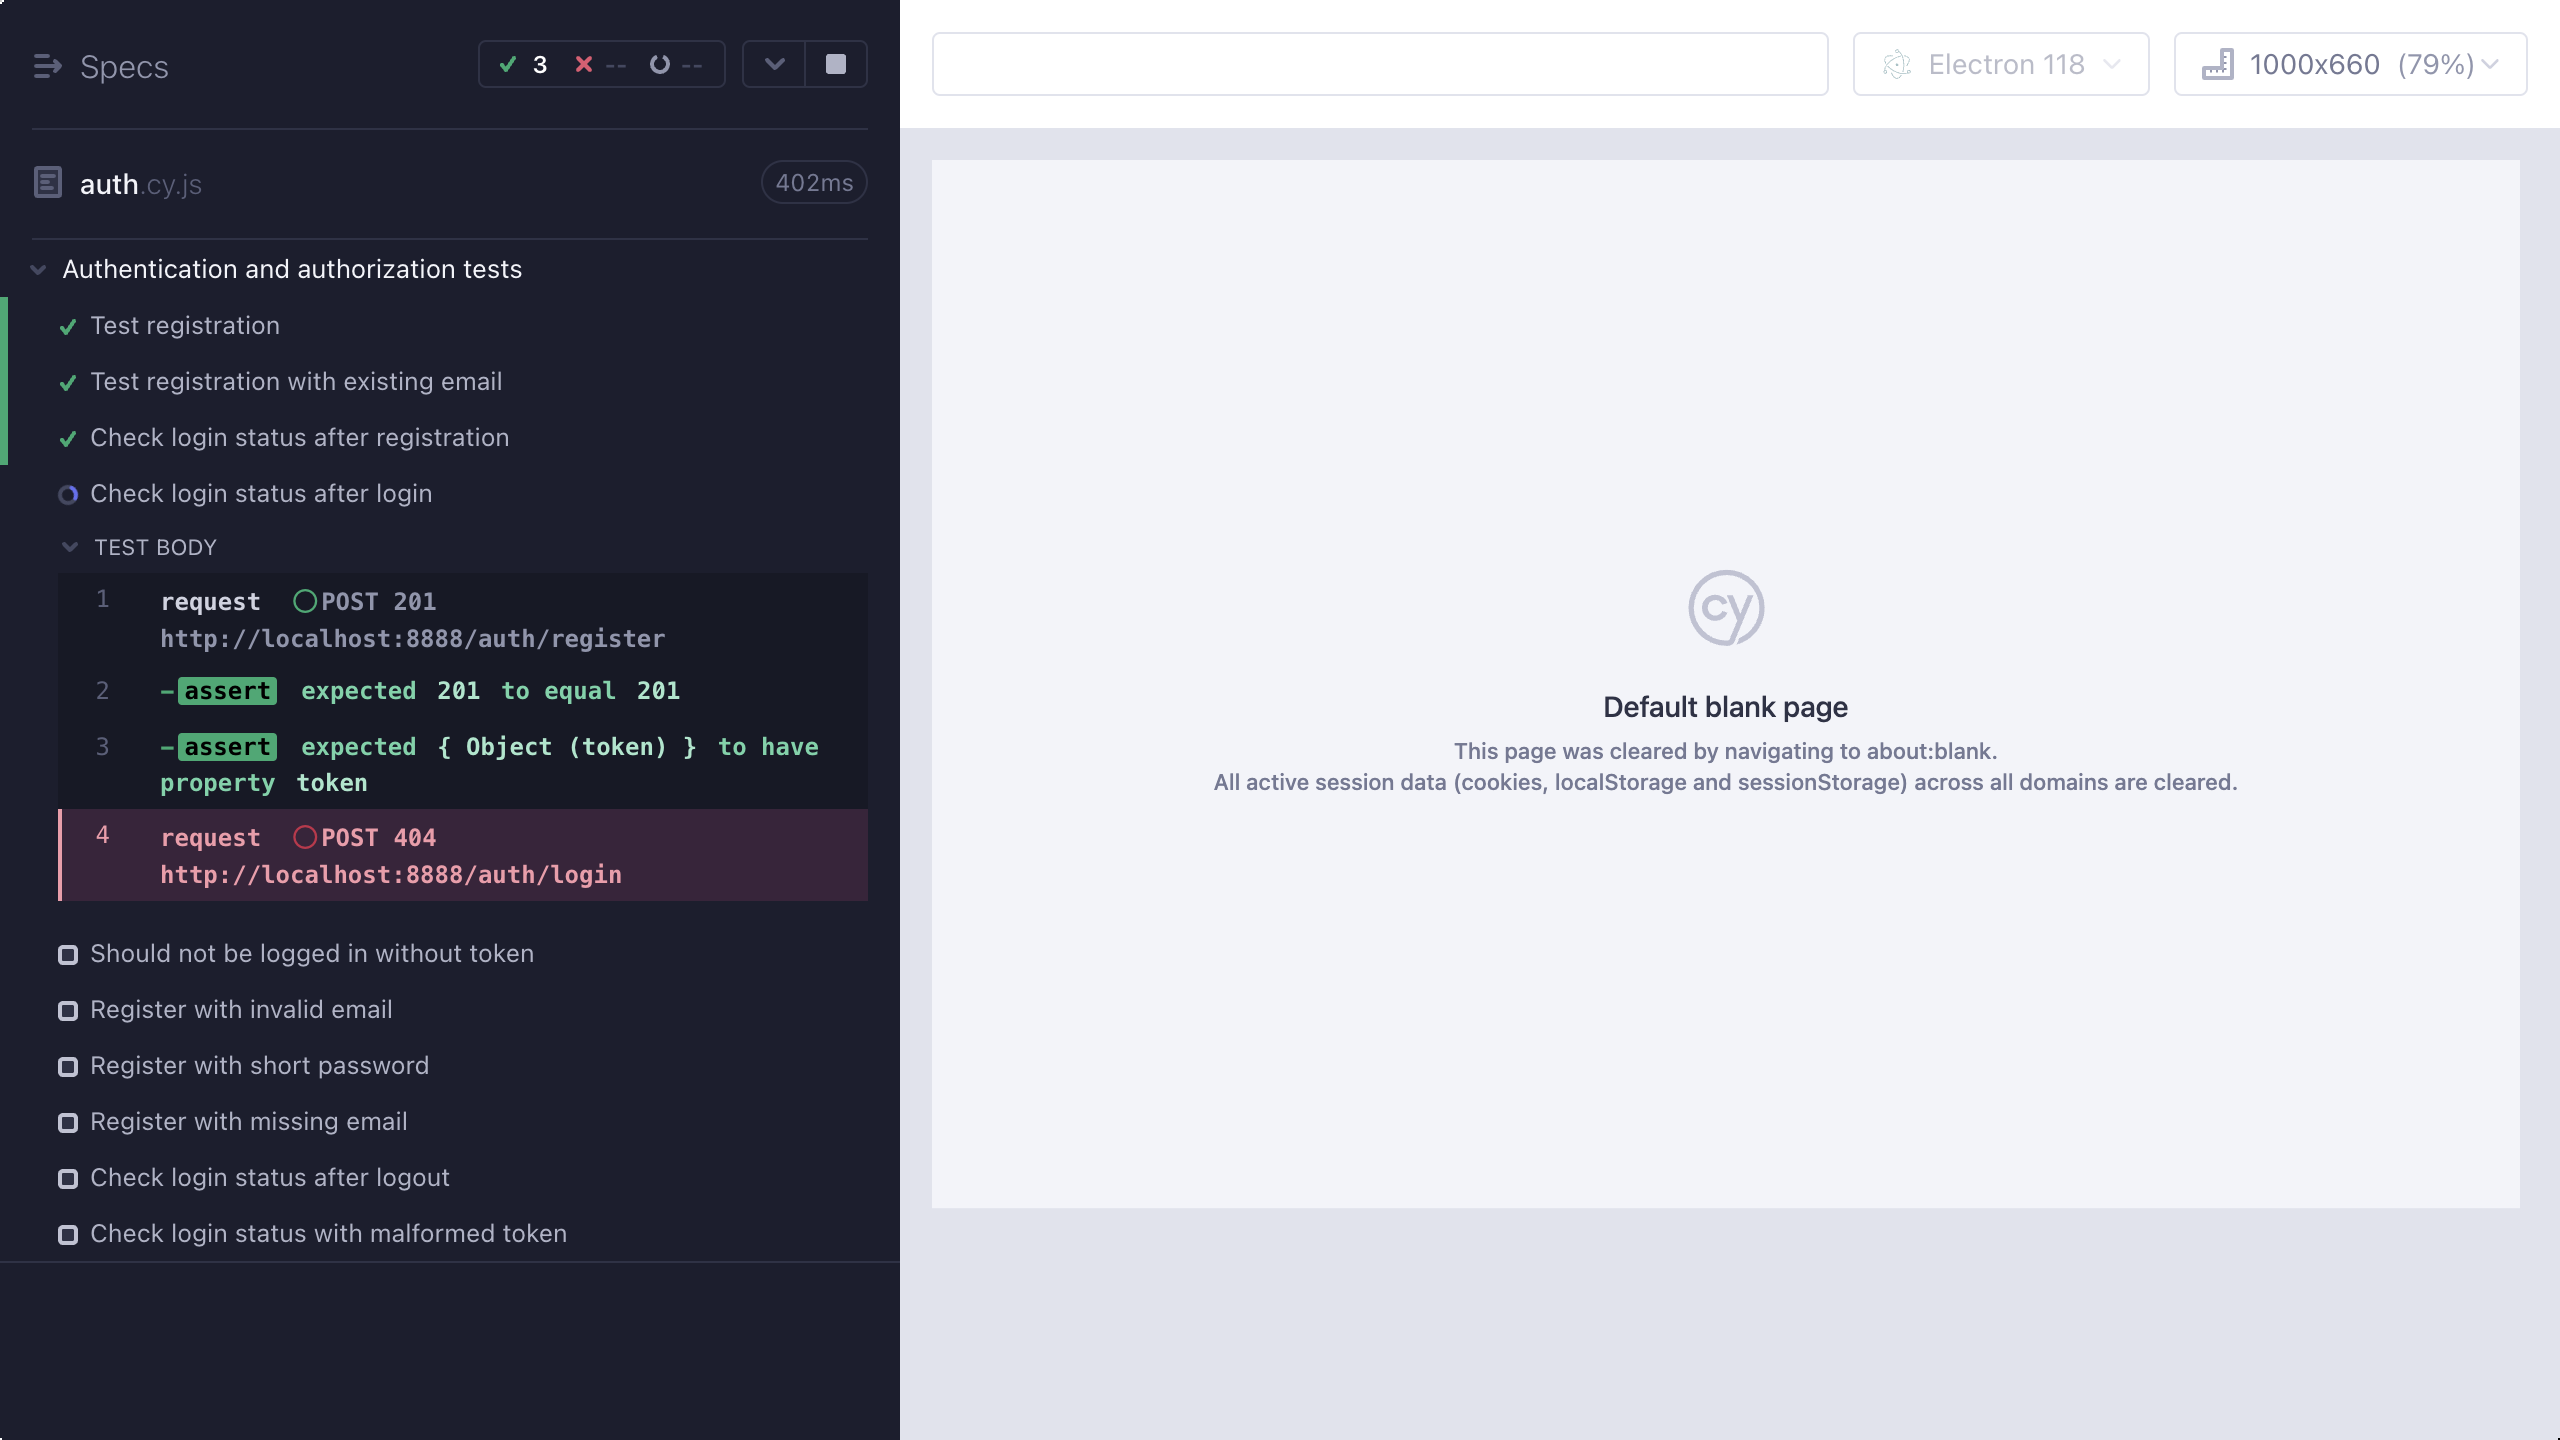 Specs
3 -- --
auth.cy.js
402ms
Authentication and authorization tests
Test registration
Test registration with existing email
Check login status after registration
Check login status after login
TEST BODY
1 request POST 201
http://localhost:8888/auth/register
2 -assert expected 201 to equal 201
3 -assert expected { Object (token) } to have
property token
4 request POST 404
http://localhost:8888/auth/login
Should not be logged in without token
Register with invalid email
Register with short password
Register with missing email
Check login status after logout
Check login status with malformed token
Electron 118
1000x660 (79%)
cy
Default blank page
This page was cleared by navigating to about:blank.
All active session data (cookies, localStorage and sessionStorage) across all domains are cleared.